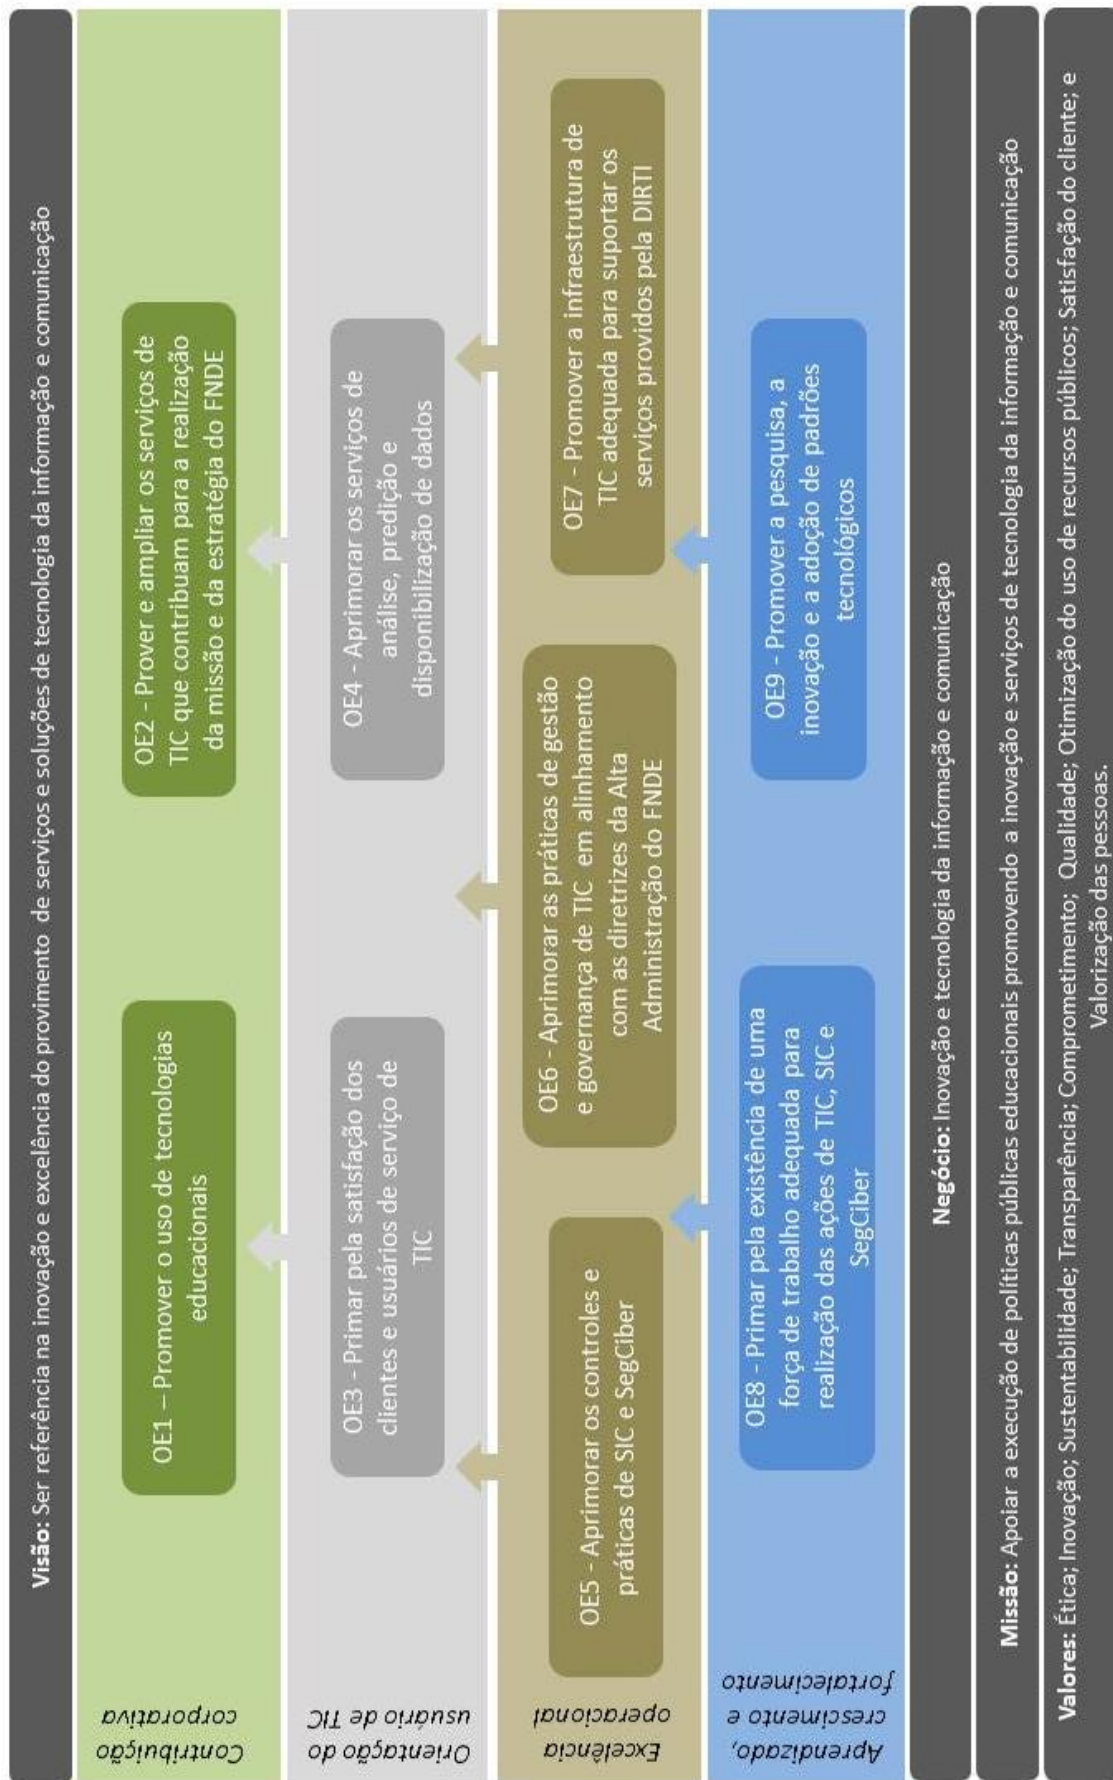 Visão: Ser referência na inovação e excelência do provimento de serviços e soluções de tecnologia da informação e comunicação
Contribuição
corporativa
OE1 – Promover o uso de tecnologias
educacionais
OE2 - Prover e ampliar os serviços de
TIC que contribuam para a realização
da missão e da estratégia do FNDE
Orientação do
usuário de TIC
OE3 - Primar pela satisfação dos
clientes e usuários de serviço de
TIC
OE4 - Aprimorar os serviços de
análise, predição e
disponibilização de dados
Excelência
operacional
OE5 - Aprimorar os controles e
práticas de SIC e SegCiber
OE6 - Aprimorar as práticas de gestão
e governança de TIC em alinhamento
com as diretrizes da Alta
Administração do FNDE
OE7 - Promover a infraestrutura de
TIC adequada para suportar os
serviços providos pela DIRTI
Aprendizado,
crescimento e
fortalecimento
OE8 - Primar pela existência de uma
força de trabalho adequada para
realização das ações de TIC, SIC e
SegCiber
OE9 - Promover a pesquisa, a
inovação e a adoção de padrões
tecnológicos
Negócio: Inovação e tecnologia da informação e comunicação
Missão: Apoiar a execução de políticas públicas educacionais promovendo a inovação e serviços de tecnologia da informação e comunicação
Valores: Ética; Inovação; Sustentabilidade; Transparência; Comprometimento; Qualidade; Otimização do uso de recursos públicos; Satisfação do cliente; e
Valorização das pessoas.